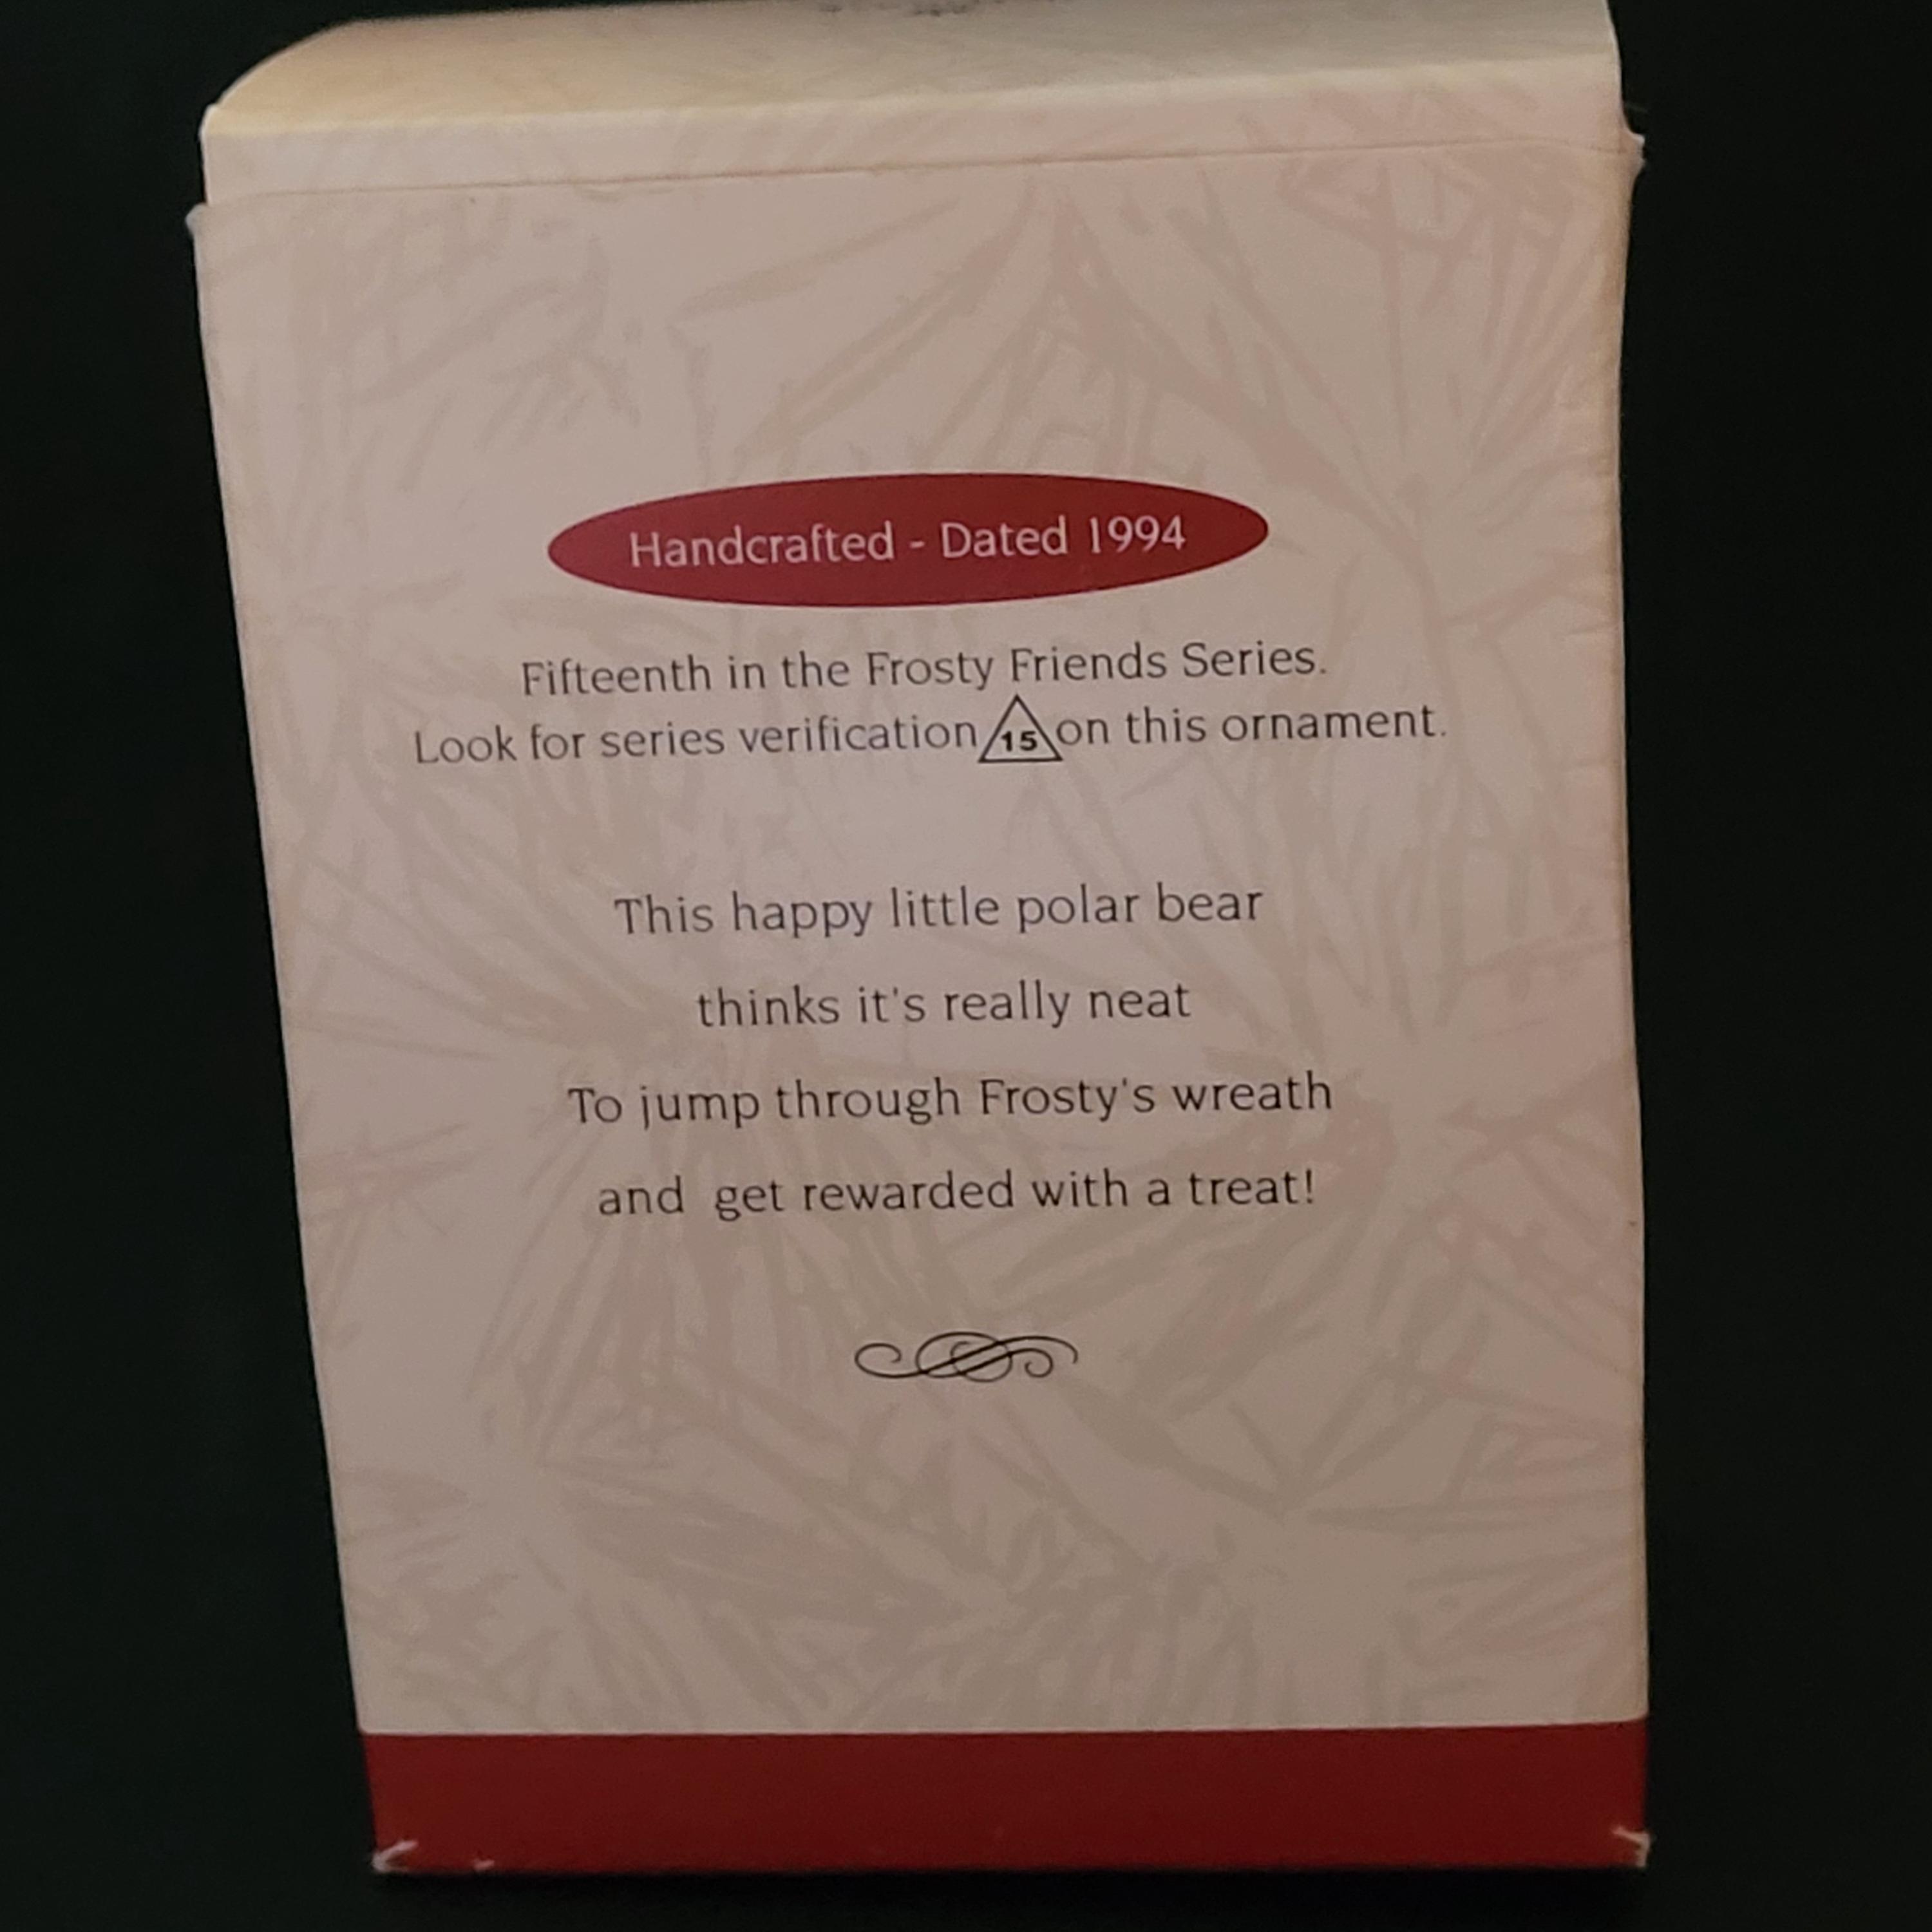 Handcrafted - Dated 1994
Fifteenth in the Frosty Friends Series.
Look for series verification 15 on this ornament.
This happy little polar bear
thinks it's really neat
To jump through Frosty's wreath
and get rewarded with a treat!